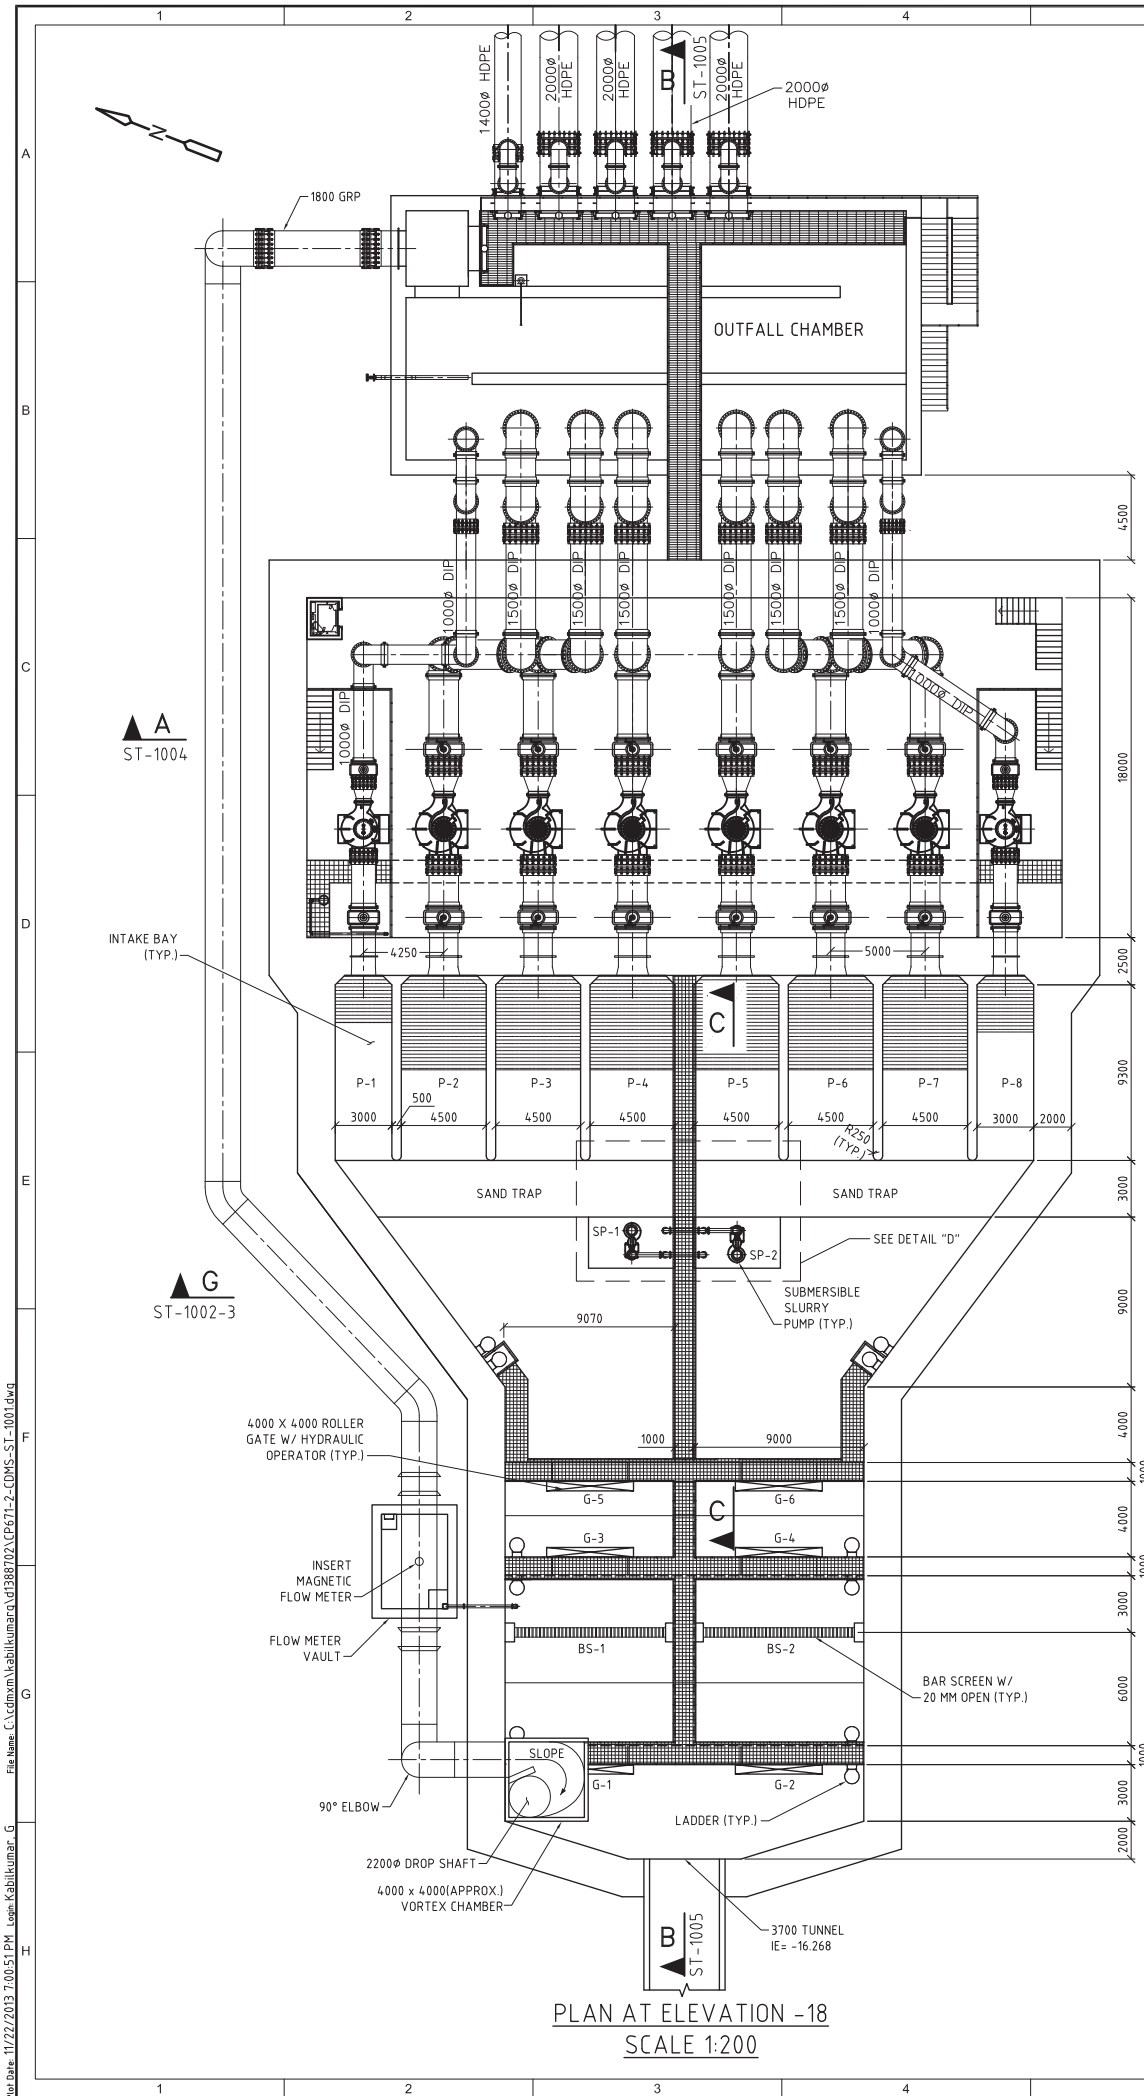 1
2
3
4
A
B
C
D
E
F
G
H
1400ø HDPE
2000ø
HDPE
2000ø
HDPE
B
ST-1005
2000ø
HDPE
2000ø
HDPE
N
1800 GRP
OUTFALL CHAMBER
4500
1000ø DIP
1500ø DIP
1500ø DIP
1500ø DIP
1500ø DIP
1500ø DIP
1500ø DIP
1000ø DIP
1000ø DIP
1000ø DIP
18000
A
ST-1004
INTAKE BAY
(TYP.)
4250
5000
2500
C
P-1
P-2
P-3
P-4
P-5
P-6
P-7
P-8
9300
3000
500
4500
4500
4500
4500
4500
4500
3000
2000
R250
(TYP.)
SAND TRAP
SAND TRAP
3000
SP-1
SP-2
SEE DETAIL "D"
G
ST-1002-3
SUBMERSIBLE
SLURRY
PUMP (TYP.)
9000
9070
4000 X 4000 ROLLER
GATE W/ HYDRAULIC
OPERATOR (TYP.)
1000
9000
4000
1000
G-5
G-6
C
4000
G-3
G-4
1000
INSERT
MAGNETIC
FLOW METER
3000
FLOW METER
VAULT
BS-1
BS-2
BAR SCREEN W/
20 MM OPEN (TYP.)
6000
SLOPE
1000
G-1
G-2
90° ELBOW
LADDER (TYP.)
3000
2200ø DROP SHAFT
2000
4000 x 4000(APPROX.)
VORTEX CHAMBER
B
ST-1005
3700 TUNNEL
IE= -16.268
PLAN AT ELEVATION -18
SCALE 1:200
File Name: C:\cdmxm\kabilkumarg\d1388702\CP671-2-CDMS-ST-1001.dwg
Plot Date: 11/22/2013 7:00:51 PM Login: Kabilkumar, G
1
2
3
4